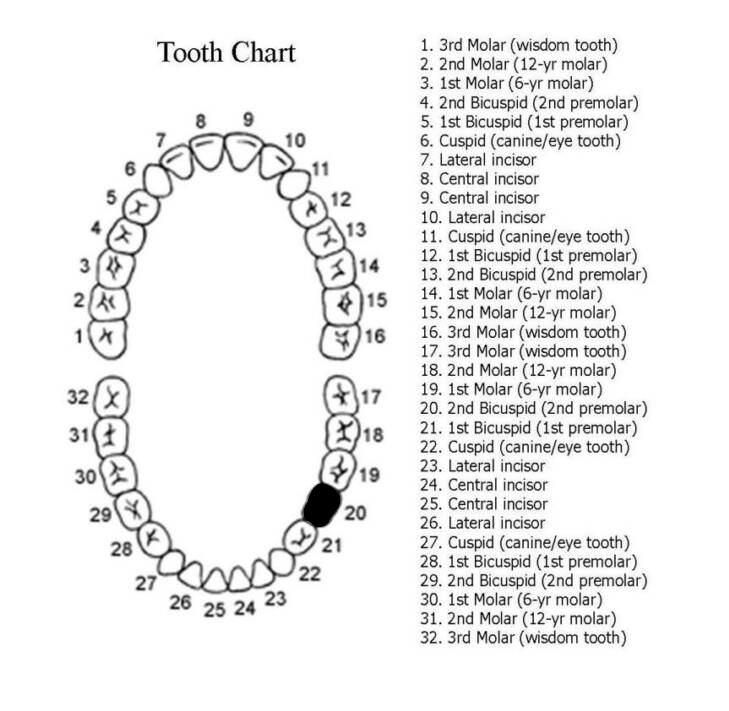 Tooth Chart
1. 3rd Molar (wisdom tooth)
2. 2nd Molar (12-yr molar)
3. 1st Molar (6-yr molar)
4. 2nd Bicuspid (2nd premolar)
5. 1st Bicuspid (1st premolar)
6. Cuspid (canine/eye tooth)
7. Lateral incisor
8. Central incisor
9. Central incisor
10. Lateral incisor
11. Cuspid (canine/eye tooth)
12. 1st Bicuspid (1st premolar)
13. 2nd Bicuspid (2nd premolar)
14. 1st Molar (6-yr molar)
15. 2nd Molar (12-yr molar)
16. 3rd Molar (wisdom tooth)
17. 3rd Molar (wisdom tooth)
18. 2nd Molar (12-yr molar)
19. 1st Molar (6-yr molar)
20. 2nd Bicuspid (2nd premolar)
21. 1st Bicuspid (1st premolar)
22. Cuspid (canine/eye tooth)
23. Lateral incisor
24. Central incisor
25. Central incisor
26. Lateral incisor
27. Cuspid (canine/eye tooth)
28. 1st Bicuspid (1st premolar)
29. 2nd Bicuspid (2nd premolar)
30. 1st Molar (6-yr molar)
31. 2nd Molar (12-yr molar)
32. 3rd Molar (wisdom tooth)
1
2
3
4
5
6
7
8
9
10
11
12
13
14
15
16
17
18
19
20
21
22
23
24
25
26
27
28
29
30
31
32